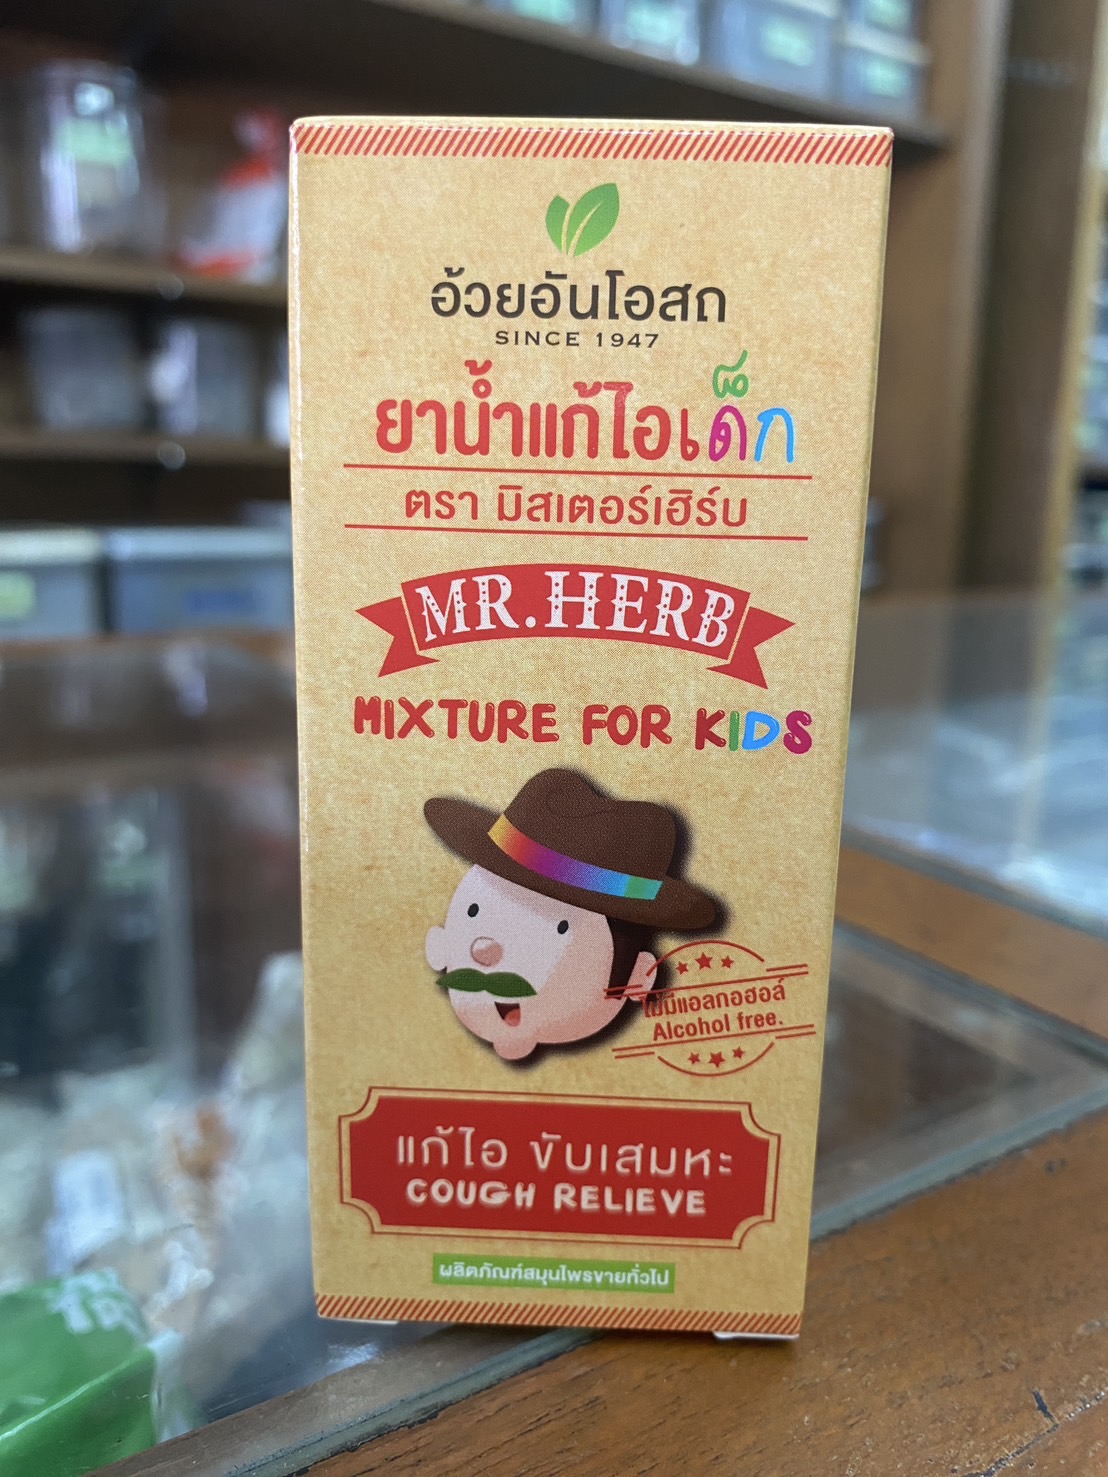 อ้วยอันโอสถ
SINCE 1947
ยาน้ำแก้ไอเด็ก
ตรา มิสเตอร์เฮิร์บ
MR. HERB
MIXTURE FOR KIDS
ไม่มีแอลกอฮอล์
Alcohol free.
แก้ไอ ขับเสมหะ
COUGH RELIEVE
ผลิตภัณฑ์สมุนไพรขายทั่วไป